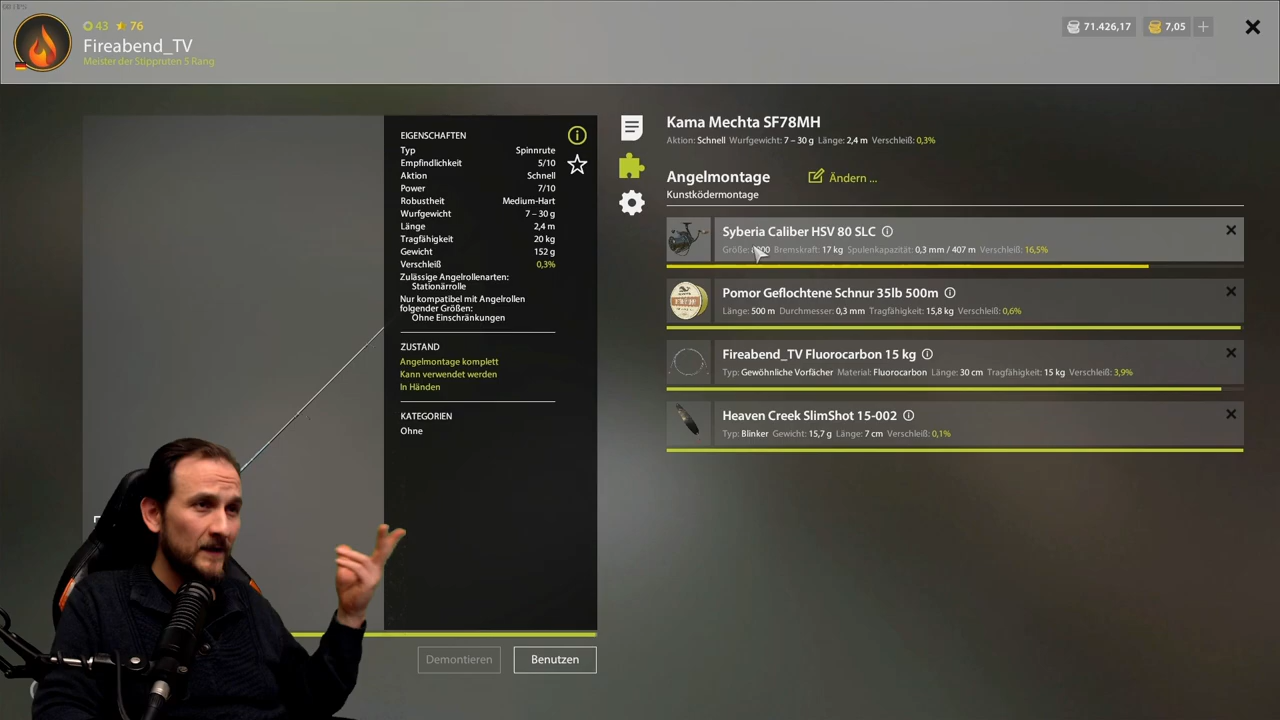 43 76
Fireabend_TV
Meister der Stippruten 5 Rang
71.426,17
7,05
EIGENSCHAFTEN
Typ Spinnrute
Empfindlichkeit 5/10
Aktion Schnell
Power 7/10
Robustheit Medium-Hart
Wurfgewicht 7 – 30 g
Länge 2,4 m
Tragfähigkeit 20 kg
Gewicht 152 g
Verschleiß 0,3%
Zulässige Angelrollenarten:
Stationärrolle
Nur kompatibel mit Angelrollen
folgender Größen:
Ohne Einschränkungen
ZUSTAND
Angelmontage komplett
Kann verwendet werden
In Händen
KATEGORIEN
Ohne
Demontieren
Benutzen
Kama Mechta SF78MH
Aktion: Schnell Wurfgewicht: 7 – 30 g Länge: 2,4 m Verschleiß: 0,3%
Angelmontage
Ändern ...
Kunstködermontage
Syberia Caliber HSV 80 SLC
Größe: Bremskraft: 17 kg Spulenkapazität: 0,3 mm / 407 m Verschleiß: 16,5%
Pomor Geflochtene Schnur 35lb 500m
Länge: 500 m Durchmesser: 0,3 mm Tragfähigkeit: 15,8 kg Verschleiß: 0,6%
Fireabend_TV Fluorocarbon 15 kg
Typ: Gewöhnliche Vorfächer Material: Fluorocarbon Länge: 30 cm Tragfähigkeit: 15 kg Verschleiß: 3,9%
Heaven Creek SlimShot 15-002
Typ: Blinker Gewicht: 15,7 g Länge: 7 cm Verschleiß: 0,1%